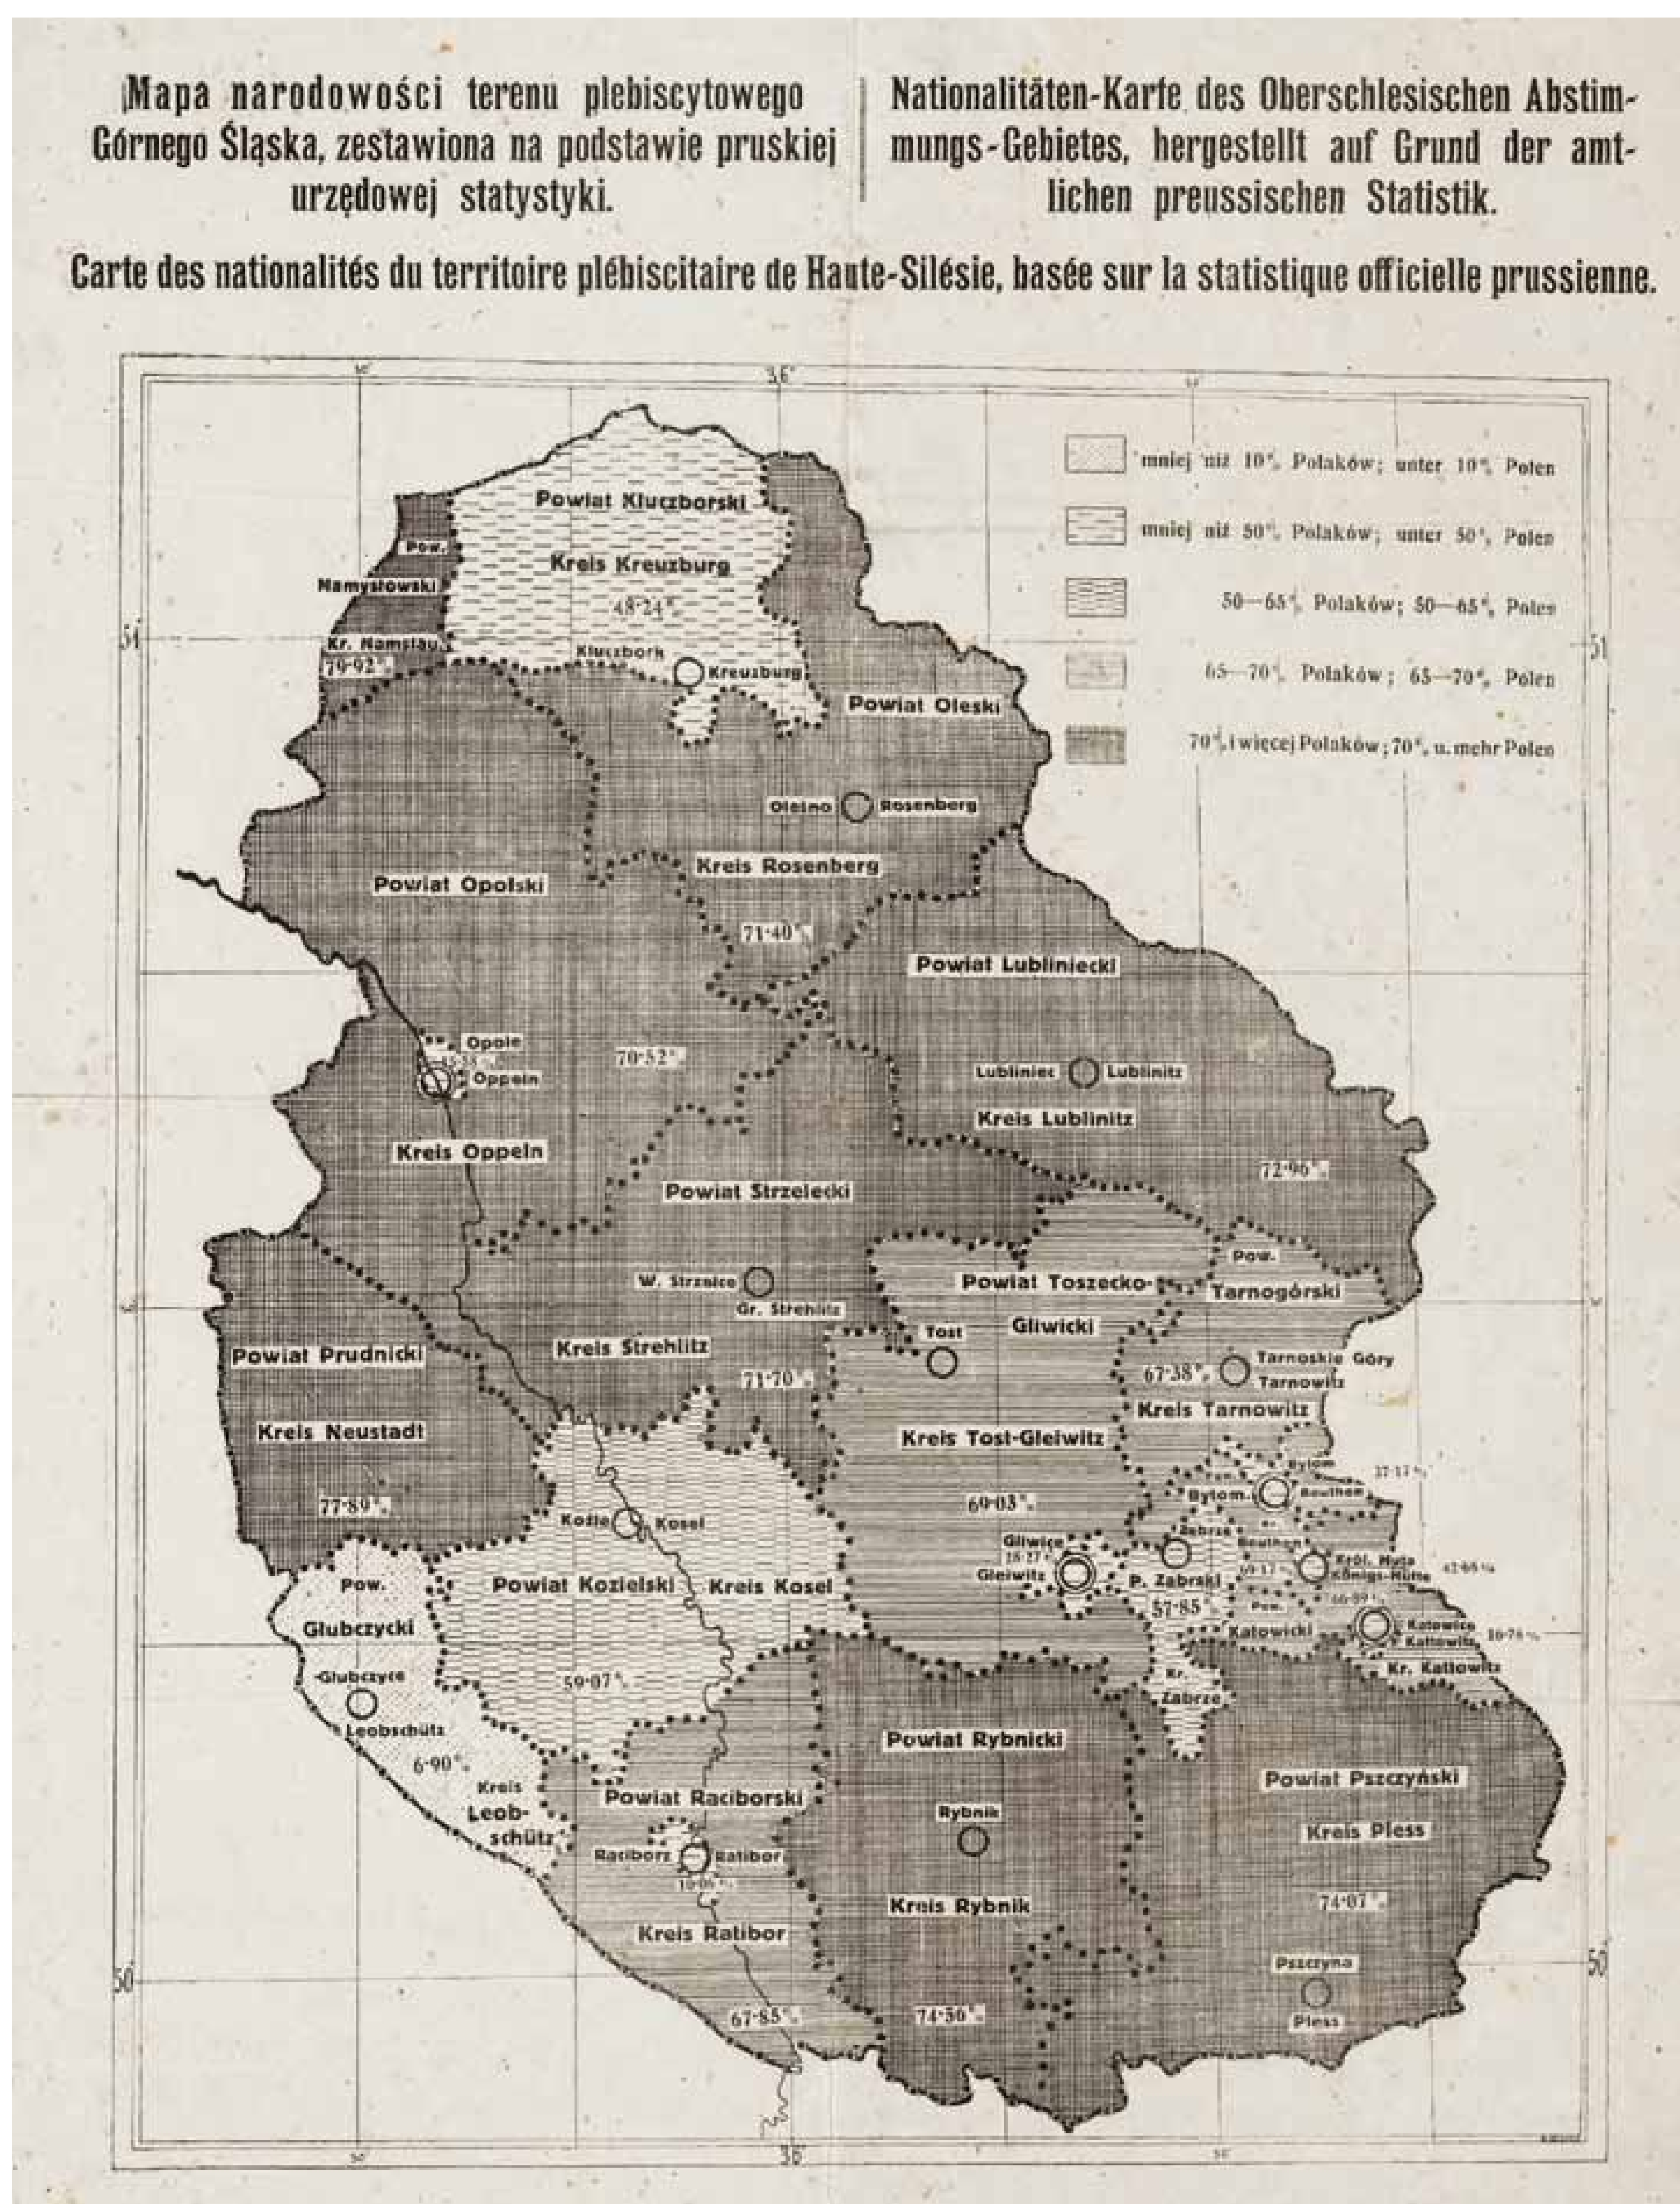 Mapa narodowości terenu plebiscytowego
Górnego Śląska, zestawiona na podstawie pruskiej
urzędowej statystyki.
Nationalitäten-Karte des Oberschlesischen Abstim-
mungs-Gebietes, hergestellt auf Grund der amt-
lichen preussischen Statistik.
Carte des nationalités du territoire plébiscitaire de Haute-Silésie, basée sur la statistique officielle prussienne.
36
mniej niż 10% Polaków; unter 10% Polen
mniej niż 50% Polaków; unter 50% Polen
50—65% Polaków; 50—65% Polen
65—70% Polaków; 65—70% Polen
70% i więcej Polaków; 70% u. mehr Polen
Powiat Kluczborski
Kreis Kreuzburg
48·24%
Kluczbork
Kreuzburg
Pow.
Namysłowski
Kr. Namslau.
79·92%
51
51
Powiat Oleski
Olesno
Rosenberg
Kreis Rosenberg
71·40%
Powiat Opolski
Opole
Oppeln
70·52%
Kreis Oppeln
Powiat Lubliniecki
Lubliniec
Lublinitz
Kreis Lublinitz
72·96%
Powiat Strzelecki
W. Strzelce
Gr. Strehlitz
Kreis Strehlitz
71·70%
Powiat Toszecko-
Gliwicki
Tost
Kreis Tost-Gleiwitz
69·03%
Gliwice
Gleiwitz
Pow.
Tarnogórski
67·38%
Tarnoskie Góry
Tarnowitz
Kreis Tarnowitz
Powiat Prudnicki
Kreis Neustadt
77·89%
Koźle
Kosel
Powiat Kozielski
Kreis Kosel
59·07%
Pow.
Głubczycki
Głubczyce
Leobschütz
6·90%
Kreis
Leob-
schütz
Bytom
Bytom.
Beuthen
37·17%
Zabrze
Beuthen
P. Zabrski
57·85%
Król. Huta
Königs-Hütte
Pow.
Katowicki
Katowice
Kattowitz
Kr. Kattowitz
Kr.
Zabrze
Powiat Raciborski
Racibórz
Ratibor
Kreis Ratibor
67·85%
Powiat Rybnicki
Rybnik
Kreis Rybnik
74·56%
Powiat Pszczyński
Kreis Pless
74·07%
Pszczyna
Pless
50
50
36